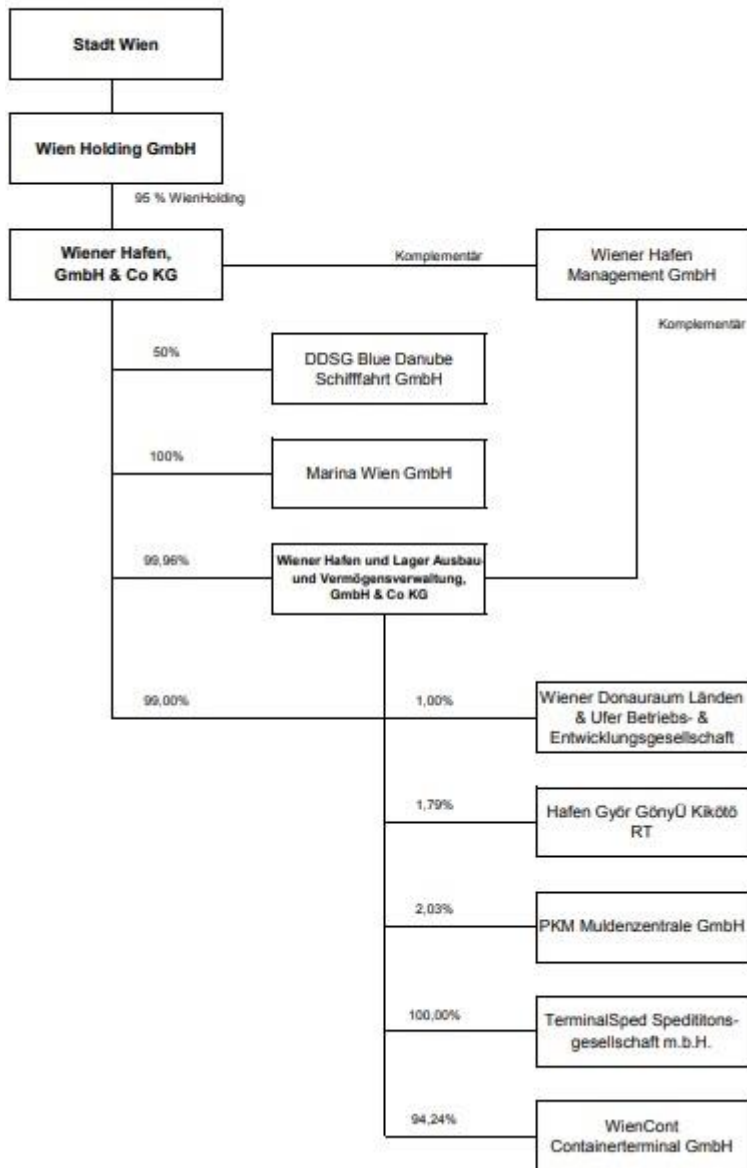 Stadt Wien
Wien Holding GmbH
95 % WienHolding
Wiener Hafen,
GmbH & Co KG
Komplementär
Wiener Hafen
Management GmbH
Komplementär
50%
DDSG Blue Danube
Schifffahrt GmbH
100%
Marina Wien GmbH
99,96%
Wiener Hafen und Lager Ausbau-
und Vermögensverwaltung,
GmbH & Co KG
99,00%
1,00%
Wiener Donauraum Länden
& Ufer Betriebs- &
Entwicklungsgesellschaft
1,79%
Hafen Györ GönyÜ Kikötö
RT
2,03%
PKM Muldenzentrale GmbH
100,00%
TerminalSped Spedititons-
gesellschaft m.b.H.
94,24%
WienCont
Containerterminal GmbH